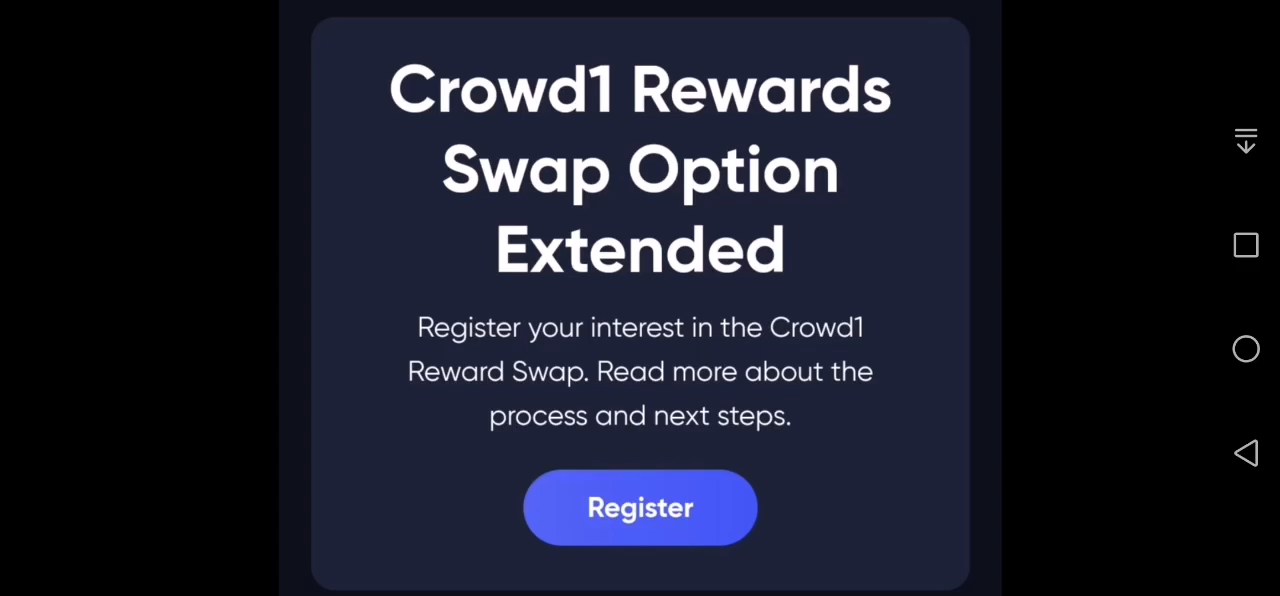 Crowd1 Rewards
Swap Option
Extended
Register your interest in the Crowd1
Reward Swap. Read more about the
process and next steps.
Register